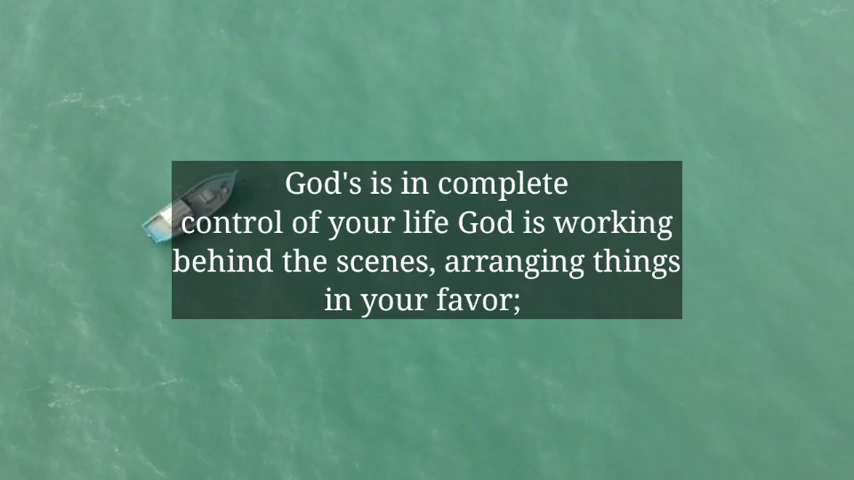 God's is in complete
control of your life God is working
behind the scenes, arranging things
in your favor;